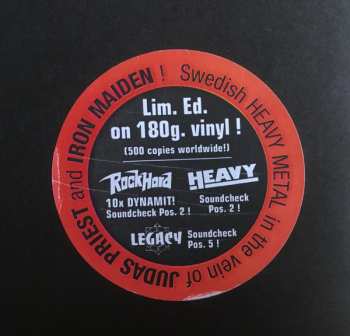 Swedish HEAVY METAL in the vein of JUDAS PRIEST and IRON MAIDEN !
Lim. Ed.
on 180g. vinyl !
(500 copies worldwide!)
RockHard
10x DYNAMIT!
Soundcheck Pos. 2 !
HEAVY
Soundcheck
Pos. 2 !
LEGACY
Soundcheck
Pos. 5 !